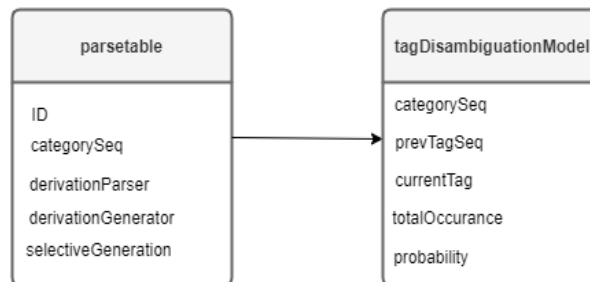 parsetable
ID
categorySeq
derivationParser
derivationGenerator
selectiveGeneration
tagDisambiguationModel
categorySeq
prevTagSeq
currentTag
totalOccurance
probability